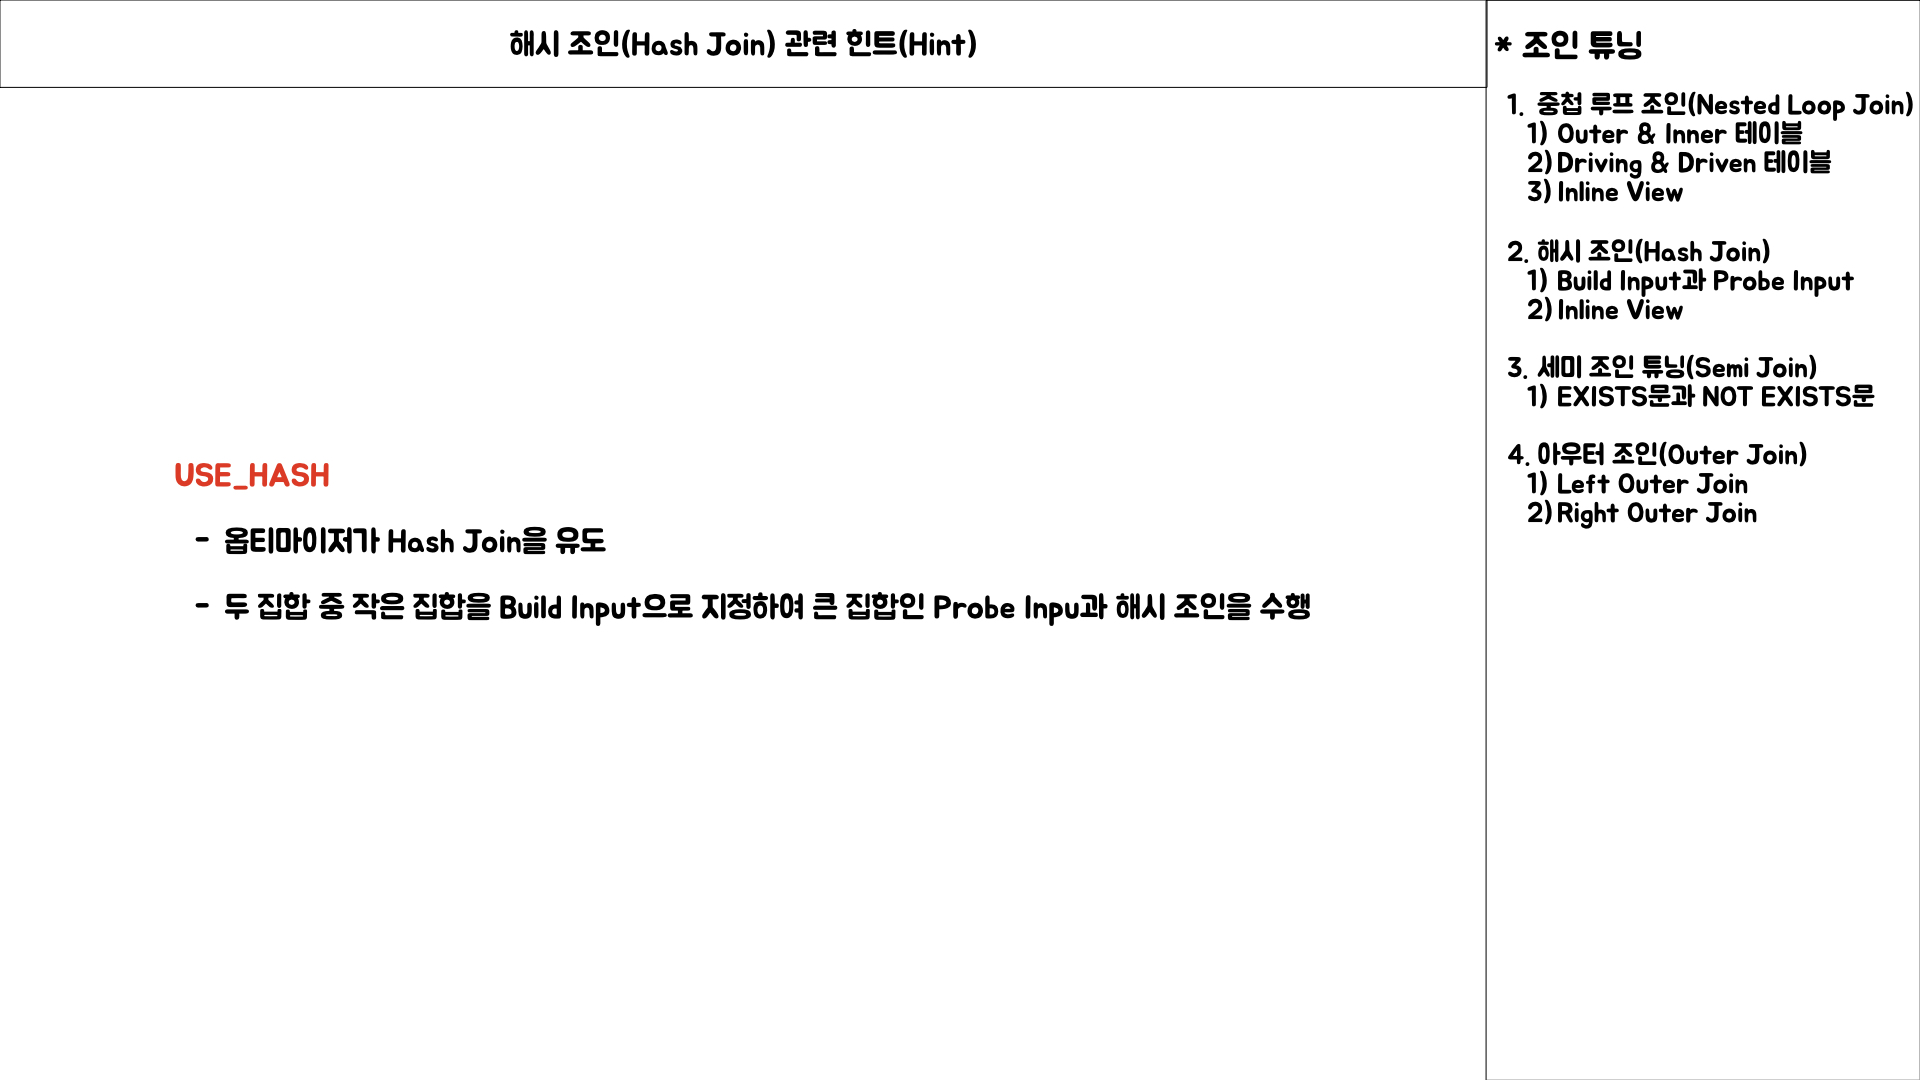 해시 조인(Hash Join) 관련 힌트(Hint)
USE_HASH
- 옵티마이저가 Hash Join을 유도
- 두 집합 중 작은 집합을 Build Input으로 지정하여 큰 집합인 Probe Inpu과 해시 조인을 수행
* 조인 튜닝
1. 중첩 루프 조인(Nested Loop Join)
1) Outer & Inner 테이블
2) Driving & Driven 테이블
3) Inline View
2. 해시 조인(Hash Join)
1) Build Input과 Probe Input
2) Inline View
3. 세미 조인 튜닝(Semi Join)
1) EXISTS문과 NOT EXISTS문
4. 아우터 조인(Outer Join)
1) Left Outer Join
2) Right Outer Join